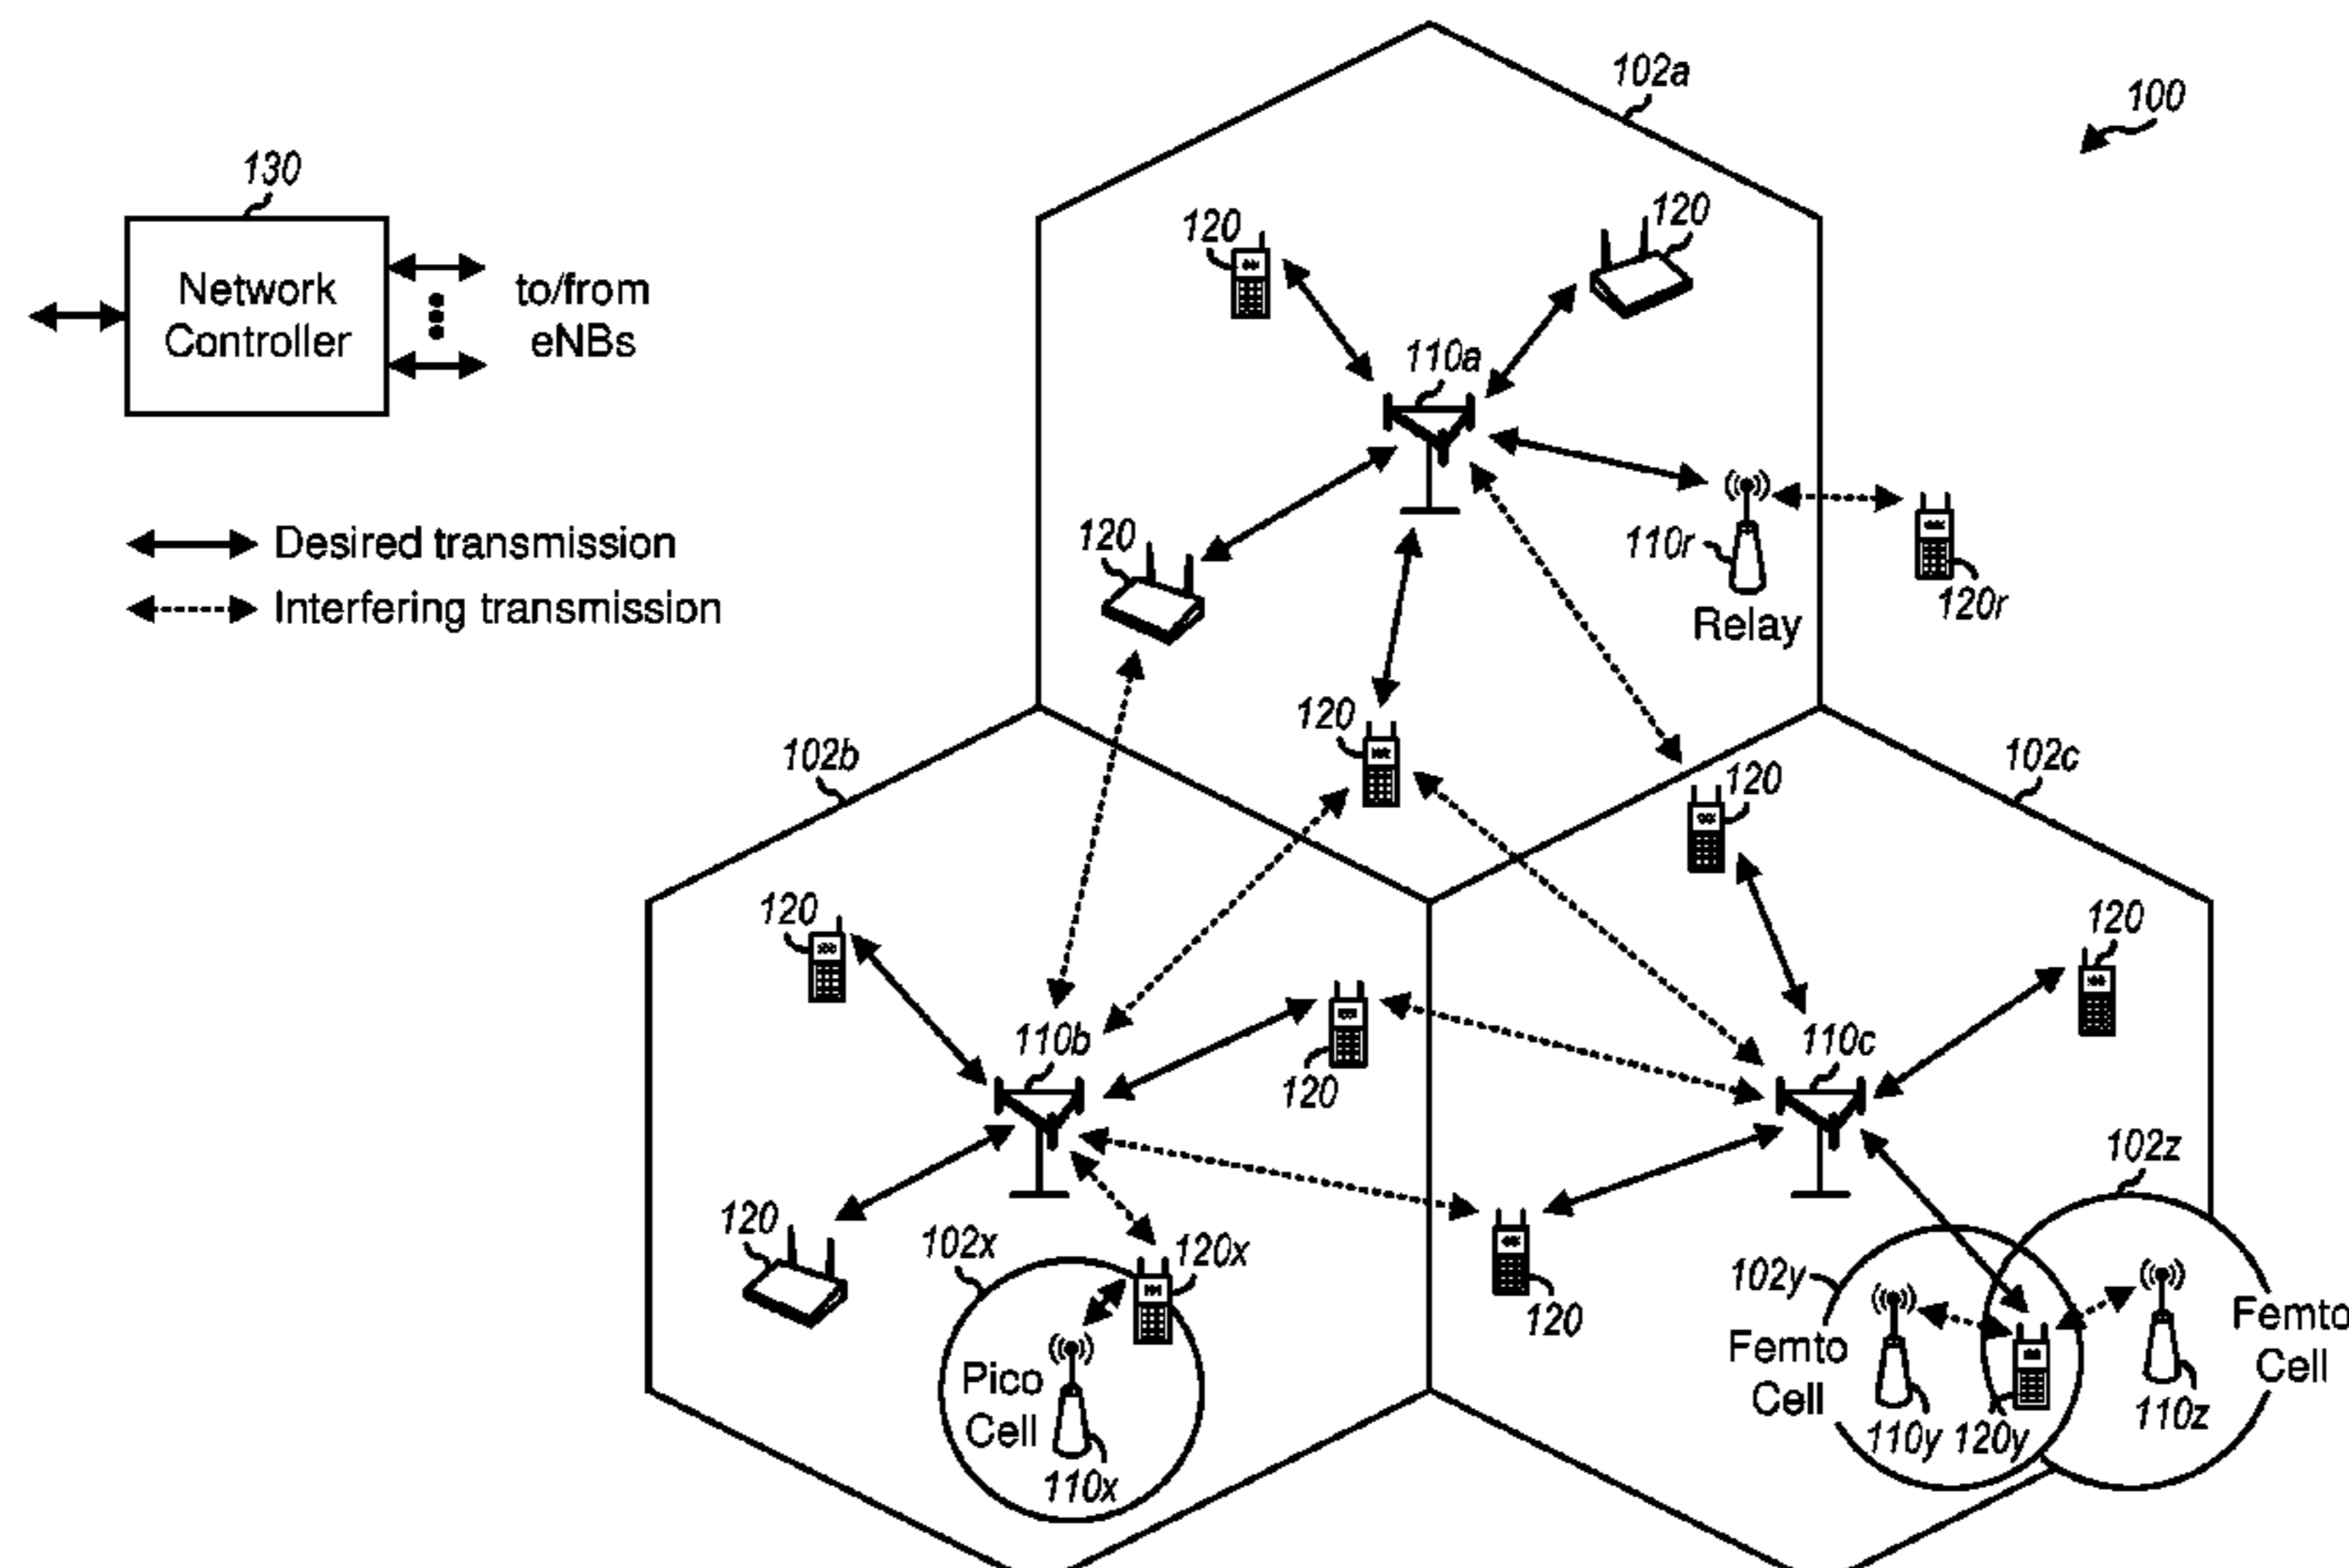 102a
100
130
120
120
Network
Controller
to/from
eNBs
110a
Desired transmission
Interfering transmission
120
110r
Relay
120r
120
102b
102c
120
120
120
110b
120
110c
102z
120
102x
120x
102y
120
Femto
Cell
Femto
Cell
Pico
Cell
110x
110y
120y
110z